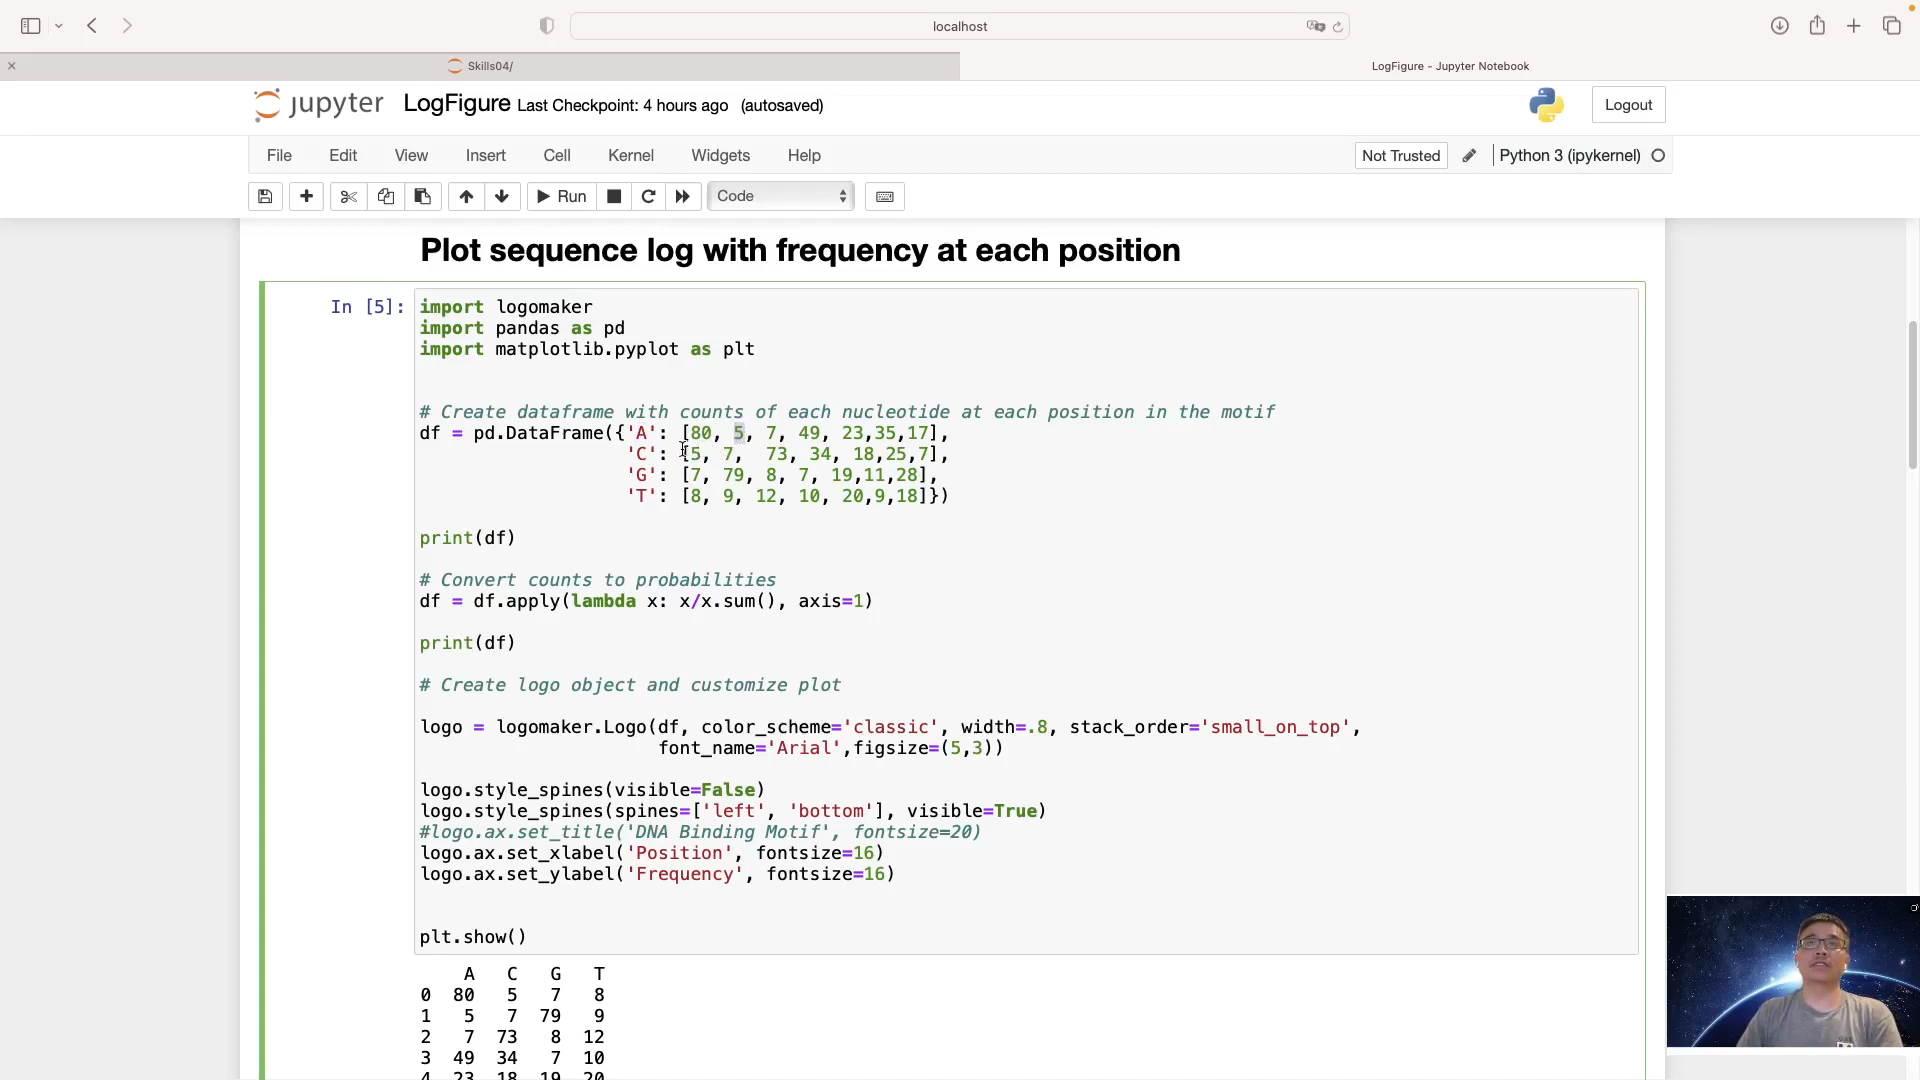 localhost
Skills04/
LogFigure - Jupyter Notebook
jupyter LogFigure Last Checkpoint: 4 hours ago (autosaved)
Logout
File Edit View Insert Cell Kernel Widgets Help
Not Trusted
Python 3 (ipykernel)
Run
Code
Plot sequence log with frequency at each position
In [5]:
import logomaker
import pandas as pd
import matplotlib.pyplot as plt
# Create dataframe with counts of each nucleotide at each position in the motif
df = pd.DataFrame({'A': [80, 5, 7, 49, 23,35,17],
'C': [5, 7,  73, 34, 18,25,7],
'G': [7, 79, 8, 7, 19,11,28],
'T': [8, 9, 12, 10, 20,9,18]})
print(df)
# Convert counts to probabilities
df = df.apply(lambda x: x/x.sum(), axis=1)
print(df)
# Create logo object and customize plot
logo = logomaker.Logo(df, color_scheme='classic', width=.8, stack_order='small_on_top',
font_name='Arial',figsize=(5,3))
logo.style_spines(visible=False)
logo.style_spines(spines=['left', 'bottom'], visible=True)
#logo.ax.set_title('DNA Binding Motif', fontsize=20)
logo.ax.set_xlabel('Position', fontsize=16)
logo.ax.set_ylabel('Frequency', fontsize=16)
plt.show()
A C G T
0 80 5 7 8
1 5 7 79 9
2 7 73 8 12
3 49 34 7 10
4 23 18 19 20